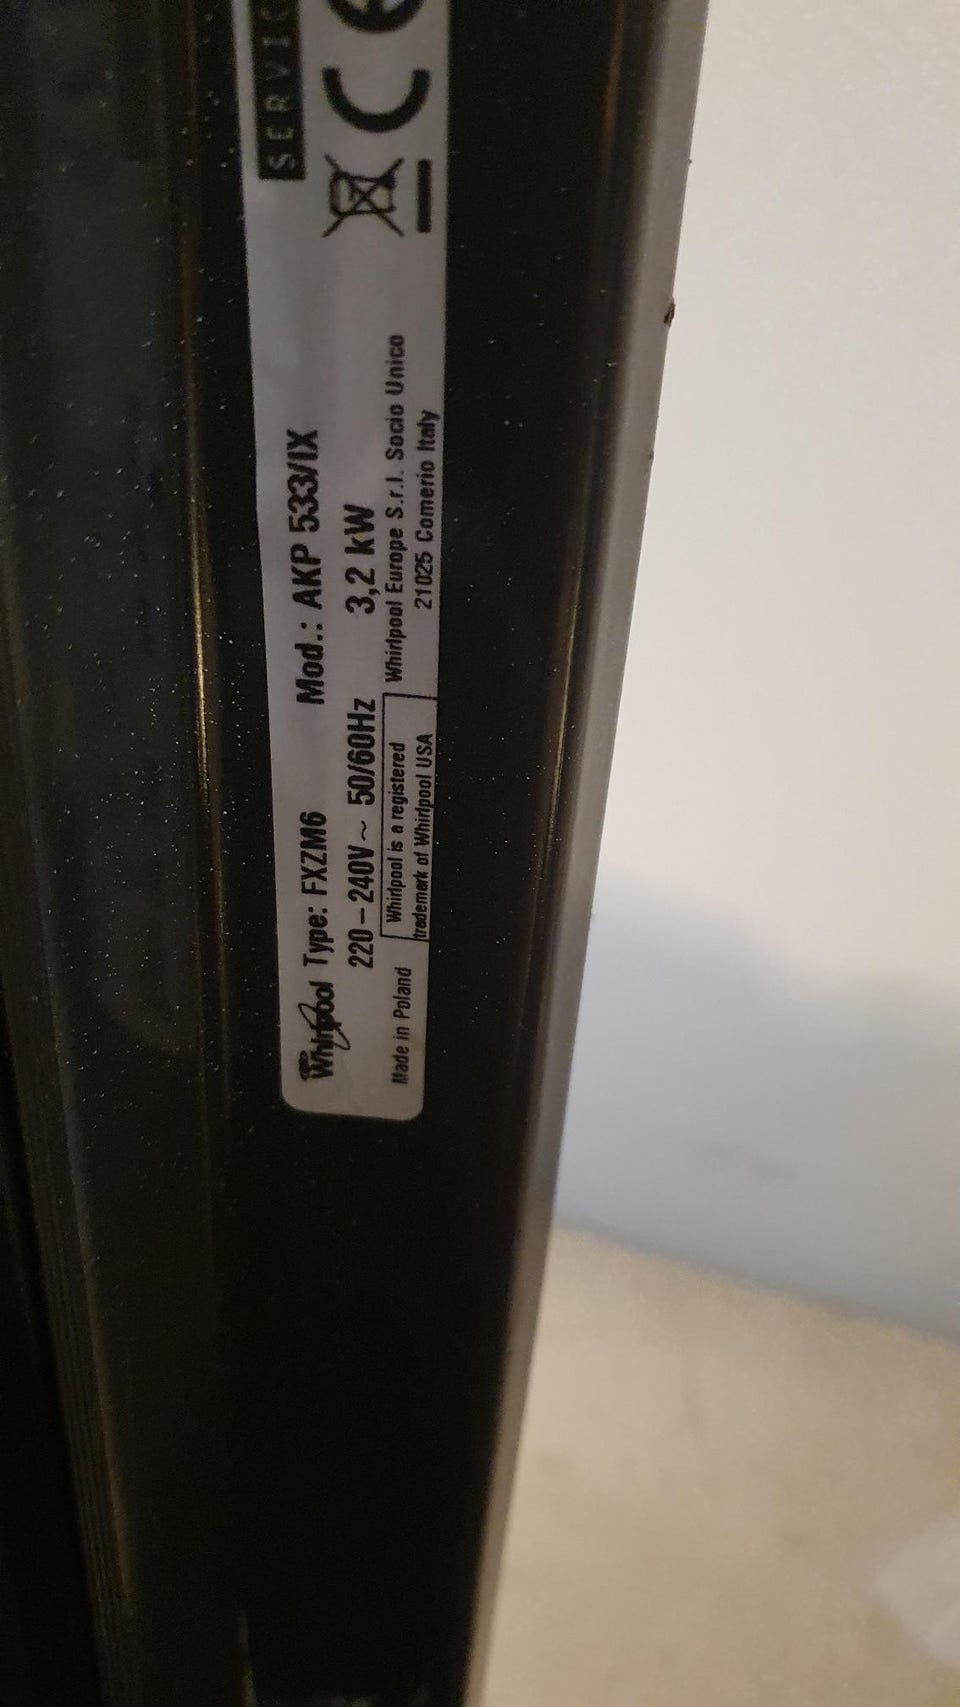 Whirlpool Type: FXZM6 Mod.: AKP 533/IX
220-240V ~ 50/60Hz 3,2 kW
Made in Poland
Whirlpool is a registered
trademark of Whirlpool USA
Whirlpool Europe S.r.l. Socio Unico
21025 Comerio Italy
SERVIC
CE